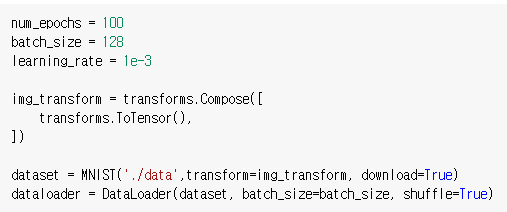 num_epochs = 100
batch_size = 128
learning_rate = 1e-3
img_transform = transforms.Compose([
    transforms.ToTensor(),
])
dataset = MNIST('./data',transform=img_transform, download=True)
dataloader = DataLoader(dataset, batch_size=batch_size, shuffle=True)